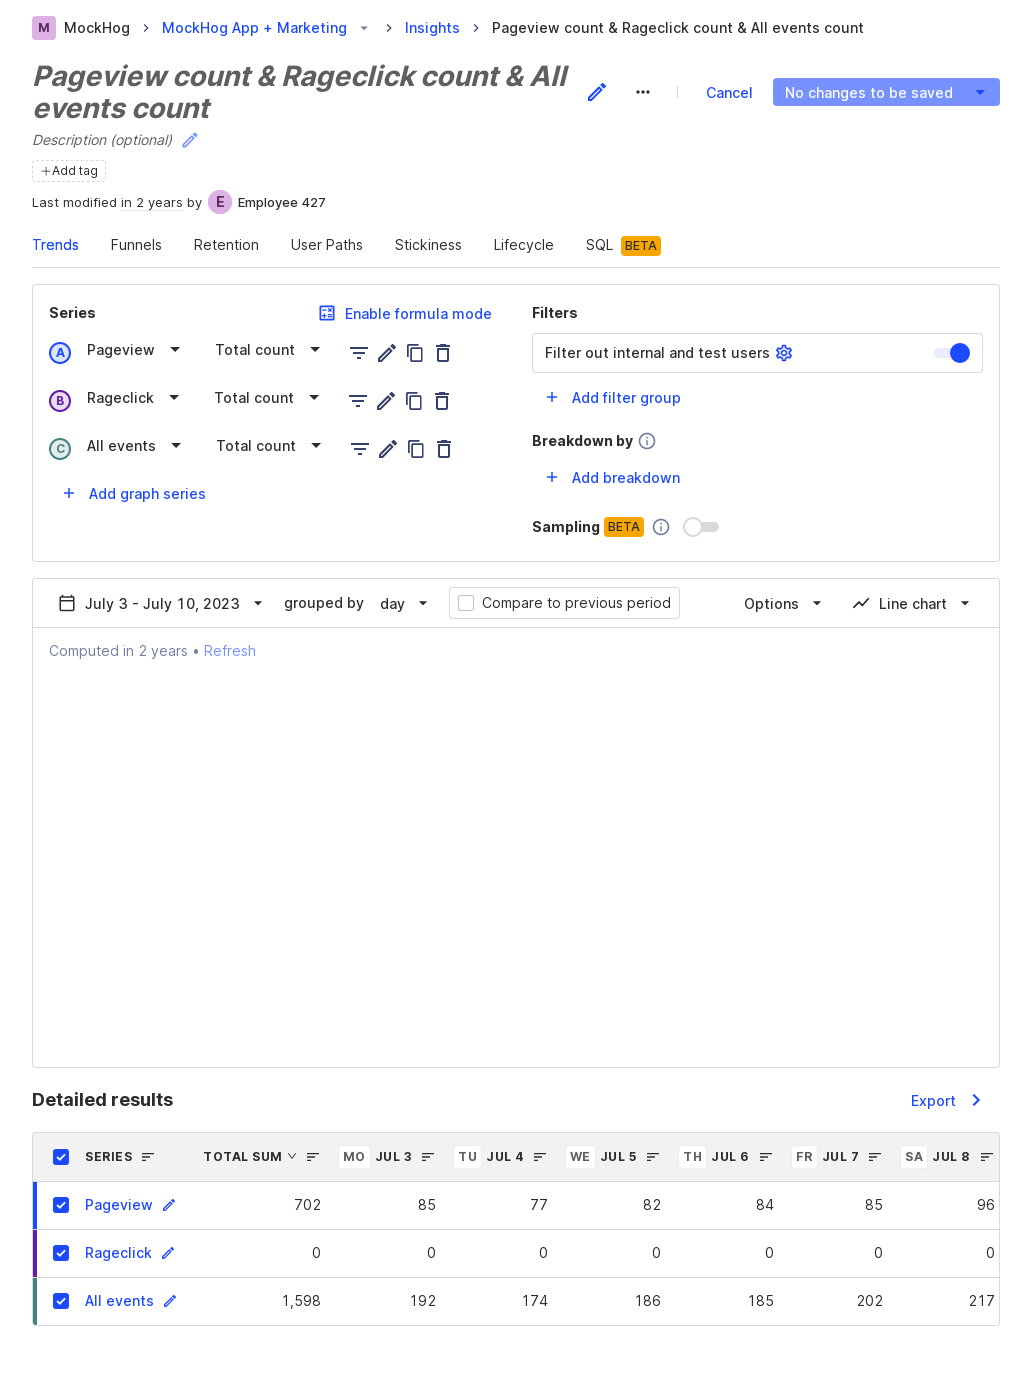 M MockHog > MockHog App + Marketing > Insights > Pageview count & Rageclick count & All events count
Pageview count & Rageclick count & All
events count
Cancel
No changes to be saved
Description (optional)
Add tag
Last modified in 2 years by E Employee 427
Trends Funnels Retention User Paths Stickiness Lifecycle SQL BETA
Series
Enable formula mode
A Pageview Total count
B Rageclick Total count
C All events Total count
Add graph series
Filters
Filter out internal and test users
Add filter group
Breakdown by
Add breakdown
Sampling BETA
July 3 - July 10, 2023 grouped by day Compare to previous period Options Line chart
Computed in 2 years • Refresh
Detailed results
Export
SERIES TOTAL SUM MO JUL 3 TU JUL 4 WE JUL 5 TH JUL 6 FR JUL 7 SA JUL 8
Pageview 702 85 77 82 84 85 96
Rageclick 0 0 0 0 0 0 0
All events 1,598 192 174 186 185 202 217